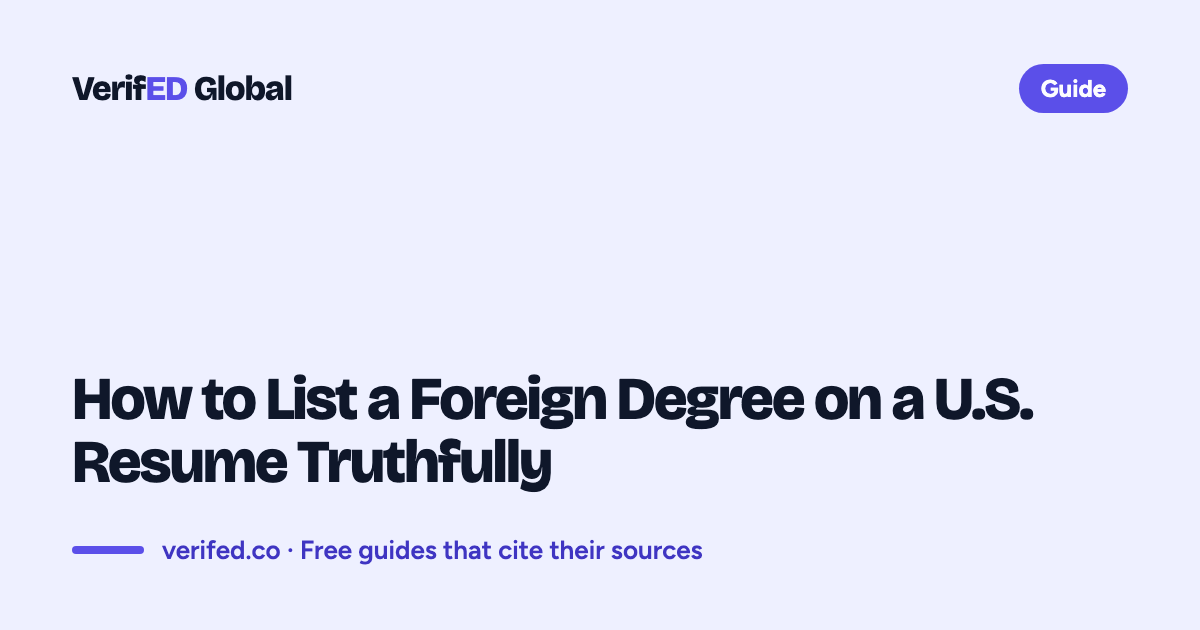 VerifED Global
Guide
How to List a Foreign Degree on a U.S.
Resume Truthfully
verifed.co · Free guides that cite their sources